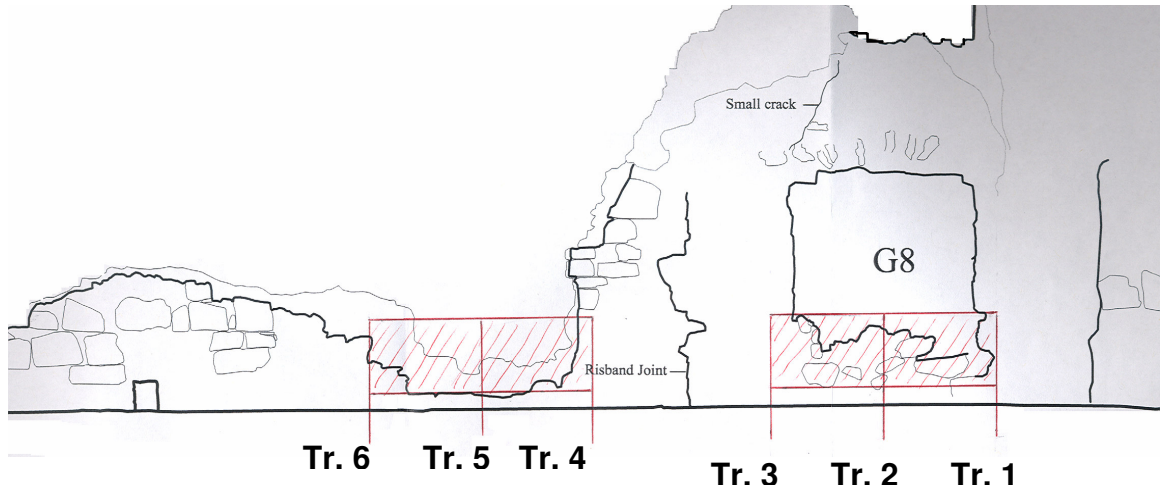 Small crack
G8
Risband Joint
Tr. 6
Tr. 5
Tr. 4
Tr. 3
Tr. 2
Tr. 1